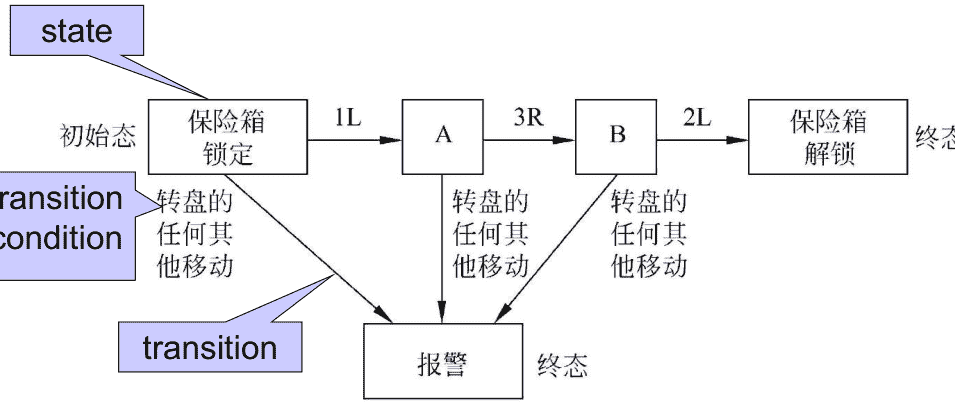 state
初始态
保险箱
锁定
1L
A
3R
B
2L
保险箱
解锁
终态
ransition
condition
转盘的
任何其
他移动
转盘的
任何其
他移动
转盘的
任何其
他移动
transition
报警
终态